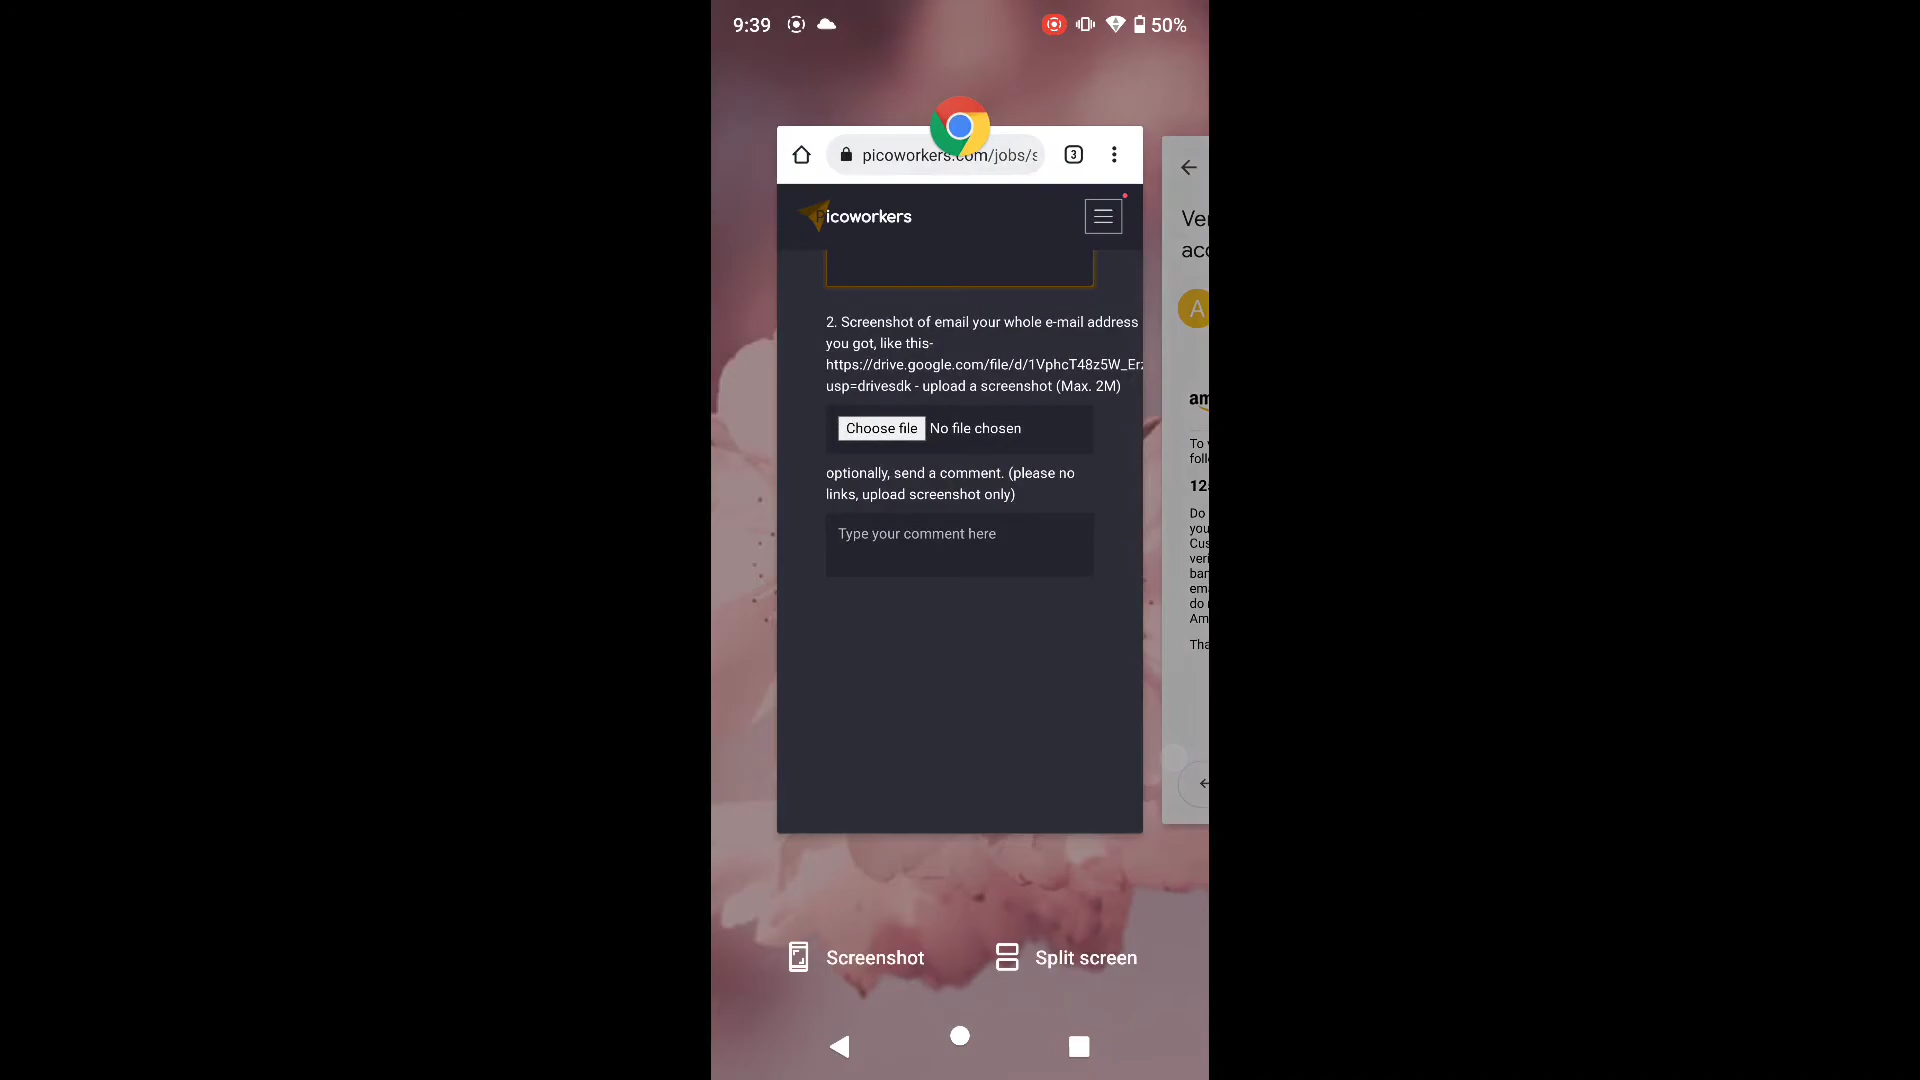 9:39
50%
picoworkers.com/jobs/s
3
Picoworkers
2. Screenshot of email your whole e-mail address
you got, like this-
https://drive.google.com/file/d/1VphcT48z5W_Erz
usp=drivesdk - upload a screenshot (Max. 2M)
Choose file No file chosen
optionally, send a comment. (please no
links, upload screenshot only)
Type your comment here
Ver
acc
A
am
To v
follo
12
Do
you
Cus
veri
ban
ema
do n
Am
Tha
Screenshot
Split screen